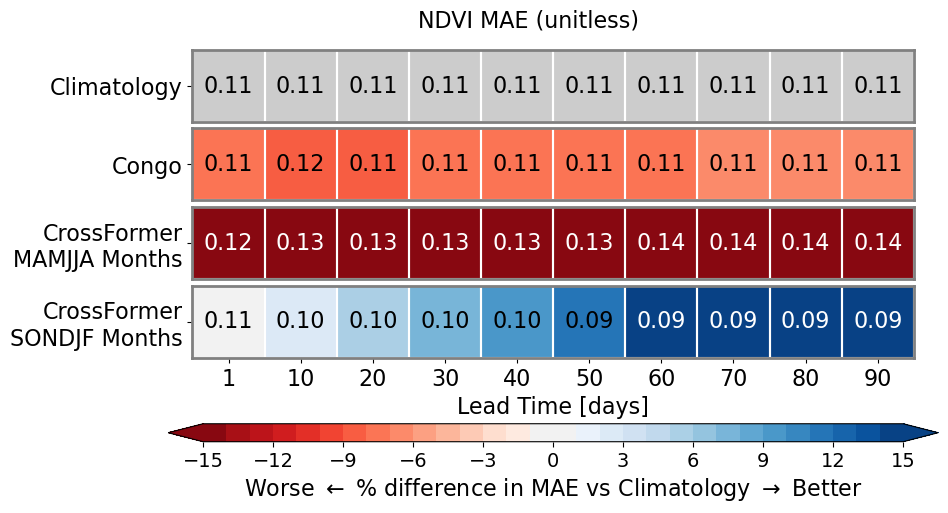 NDVI MAE (unitless)
Climatology 0.11 0.11 0.11 0.11 0.11 0.11 0.11 0.11 0.11 0.11
Congo 0.11 0.12 0.11 0.11 0.11 0.11 0.11 0.11 0.11 0.11
CrossFormer
MAMJJA Months 0.12 0.13 0.13 0.13 0.13 0.13 0.14 0.14 0.14 0.14
CrossFormer
SONDJF Months 0.11 0.10 0.10 0.10 0.10 0.09 0.09 0.09 0.09 0.09
1 10 20 30 40 50 60 70 80 90
Lead Time [days]
−15 −12 −9 −6 −3 0 3 6 9 12 15
Worse ← % difference in MAE vs Climatology → Better